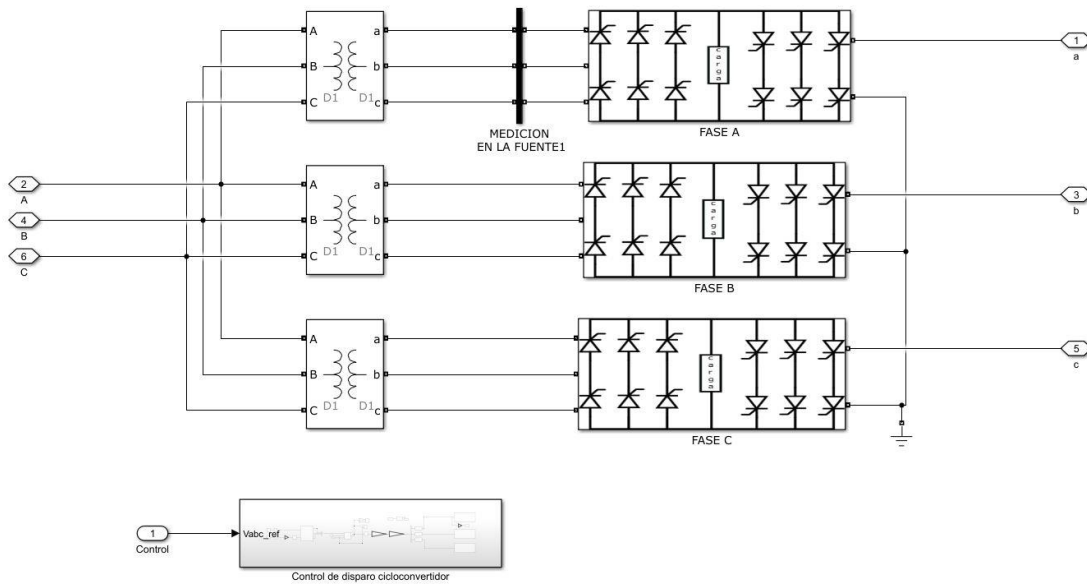 A
B
C
a
b
c
D1
D1
MEDICION
EN LA FUENTE1
carga
FASE A
1
a
2
A
4
B
6
C
A
B
C
a
b
c
D1
D1
carga
FASE B
3
b
A
B
C
a
b
c
D1
D1
carga
FASE C
5
c
1
Control
Vabc_ref
Control de disparo cicloconvertidor